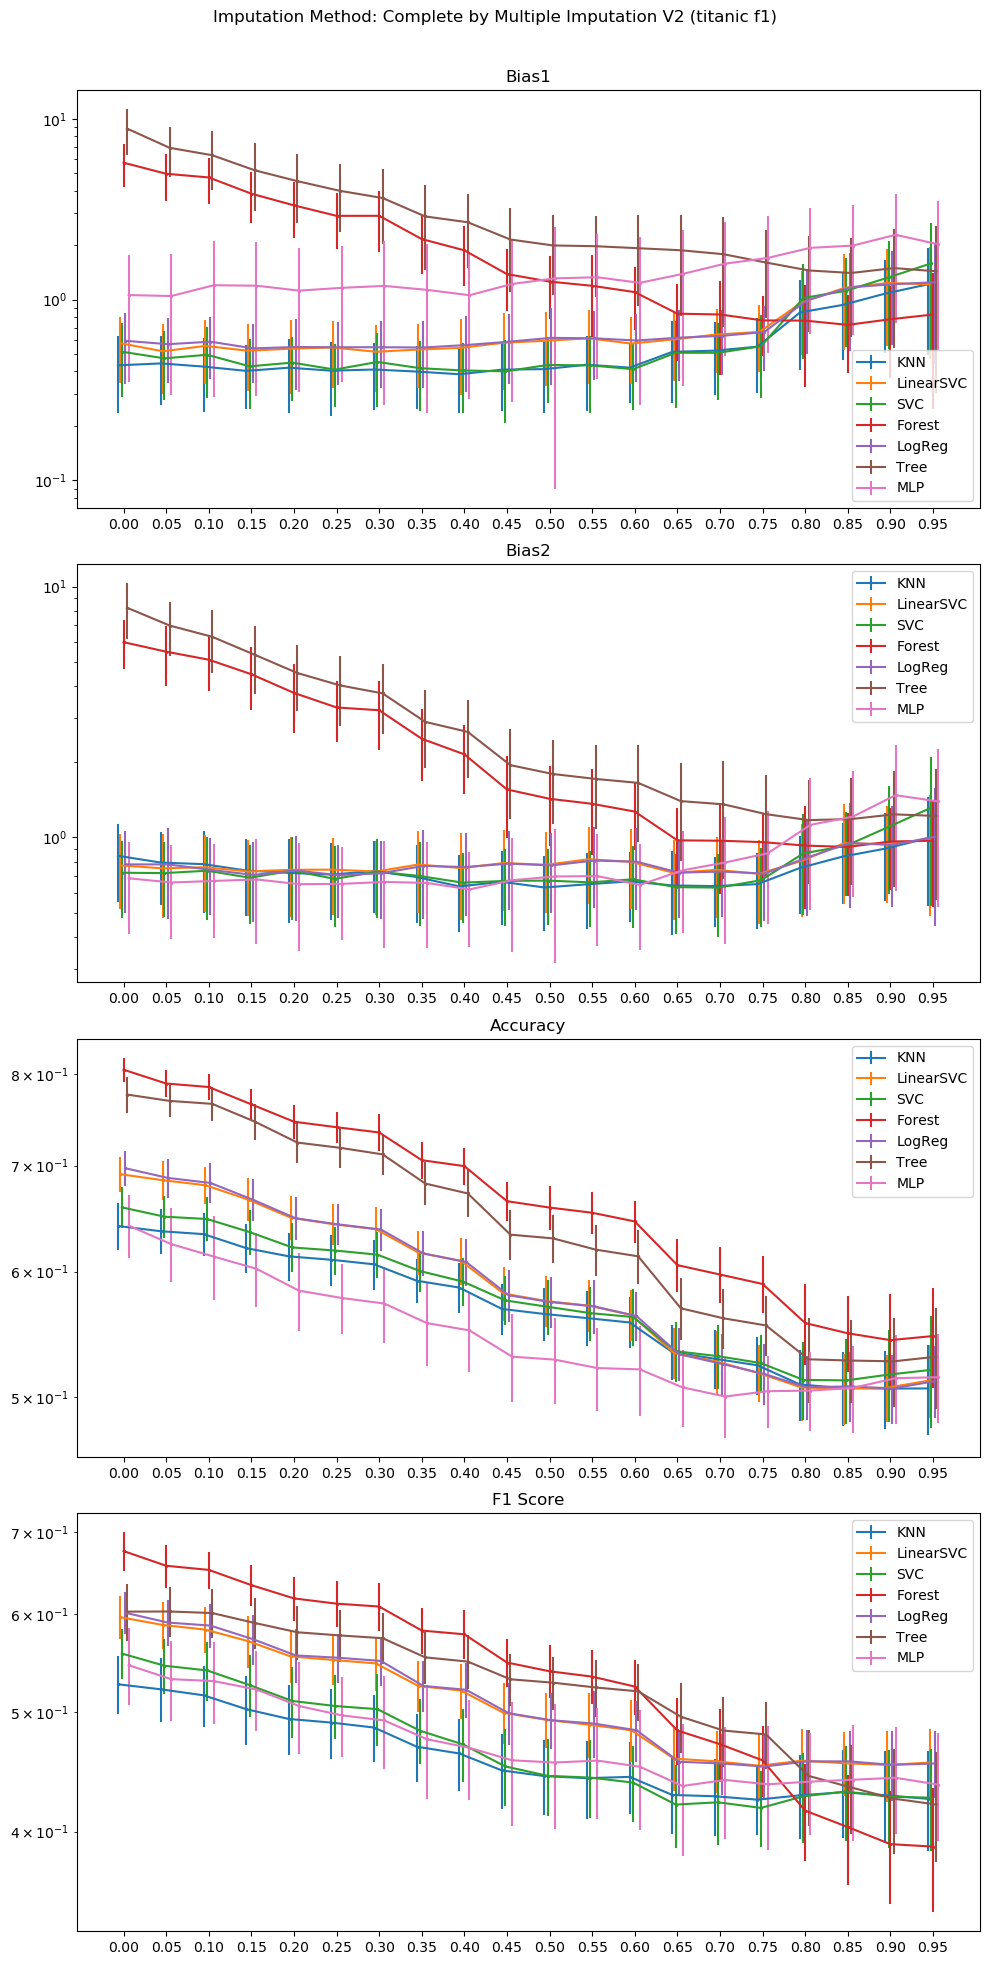 Imputation Method: Complete by Multiple Imputation V2 (titanic f1)
Bias1
10^1
10^0
10^-1
KNN
LinearSVC
SVC
Forest
LogReg
Tree
MLP
0.00 0.05 0.10 0.15 0.20 0.25 0.30 0.35 0.40 0.45 0.50 0.55 0.60 0.65 0.70 0.75 0.80 0.85 0.90 0.95
Bias2
10^1
10^0
KNN
LinearSVC
SVC
Forest
LogReg
Tree
MLP
0.00 0.05 0.10 0.15 0.20 0.25 0.30 0.35 0.40 0.45 0.50 0.55 0.60 0.65 0.70 0.75 0.80 0.85 0.90 0.95
Accuracy
8 × 10^-1
7 × 10^-1
6 × 10^-1
5 × 10^-1
KNN
LinearSVC
SVC
Forest
LogReg
Tree
MLP
0.00 0.05 0.10 0.15 0.20 0.25 0.30 0.35 0.40 0.45 0.50 0.55 0.60 0.65 0.70 0.75 0.80 0.85 0.90 0.95
F1 Score
7 × 10^-1
6 × 10^-1
5 × 10^-1
4 × 10^-1
KNN
LinearSVC
SVC
Forest
LogReg
Tree
MLP
0.00 0.05 0.10 0.15 0.20 0.25 0.30 0.35 0.40 0.45 0.50 0.55 0.60 0.65 0.70 0.75 0.80 0.85 0.90 0.95